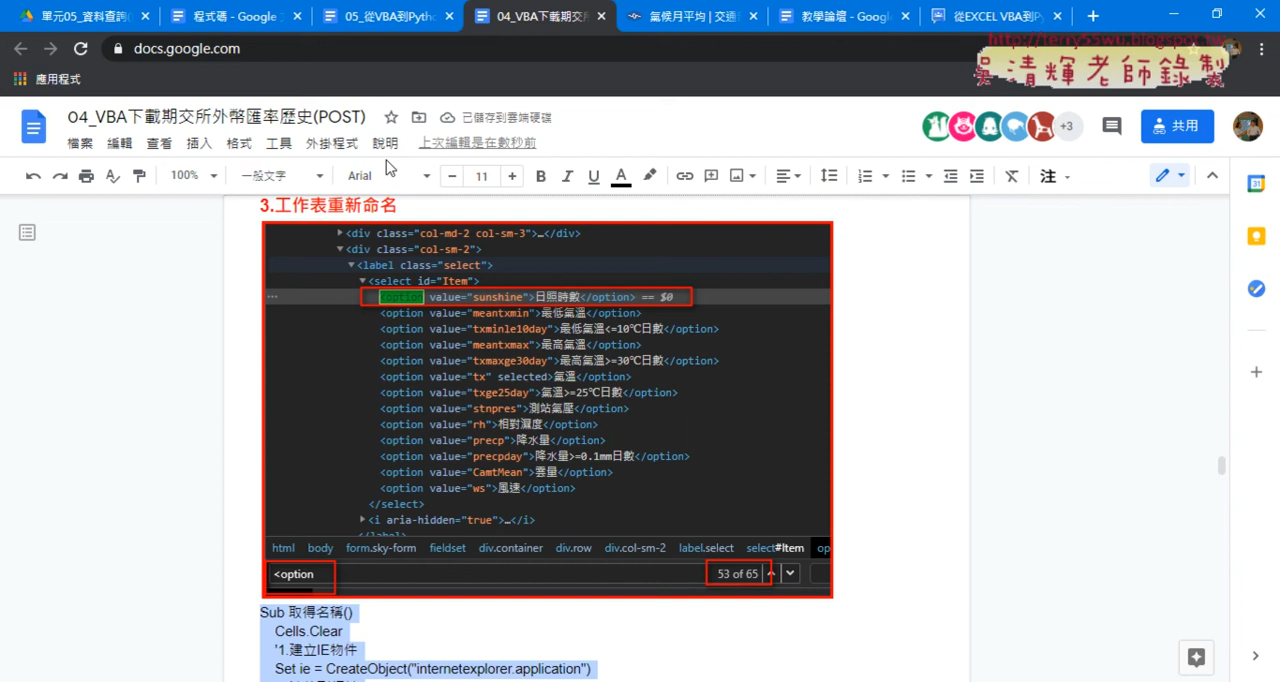 單元05_資料查詢(
程式碼 - Google
05_從VBA到Pytho
04_VBA下載期交所
氣候月平均 | 交通
教學論壇 - Googl
從EXCEL VBA到Py
docs.google.com
http://terry55wu.blogspot.tw
應用程式
吳清輝老師錄製
04_VBA下載期交所外幣匯率歷史(POST)
已儲存到雲端硬碟
+3
共用
檔案 編輯 查看 插入 格式 工具 外掛程式 說明 上次編輯是在數秒前
100% 一般文字 Arial 11 B I U A 注
31
3.工作表重新命名
<div class="col-md-2 col-sm-3">…</div>
<div class="col-sm-2">
<label class="select">
<select id="Item">
<option value="sunshine">日照時數</option> == $0
<option value="meantxmin">最低氣溫</option>
<option value="txminle10day">最低氣溫<=10℃日數</option>
<option value="meantxmax">最高氣溫</option>
<option value="txmaxge30day">最高氣溫>=30℃日數</option>
<option value="tx" selected>氣溫</option>
<option value="txge25day">氣溫>=25℃日數</option>
<option value="stnpres">測站氣壓</option>
<option value="rh">相對濕度</option>
<option value="precp">降水量</option>
<option value="precpday">降水量>=0.1mm日數</option>
<option value="CamtMean">雲量</option>
<option value="ws">風速</option>
</select>
<i aria-hidden="true">…</i>
</label>
html body form.sky-form fieldset div.container div.row div.col-sm-2 label.select select#Item op
<option 53 of 65
Sub 取得名稱()
Cells.Clear
'1.建立IE物件
Set ie = CreateObject("internetexplorer.application")